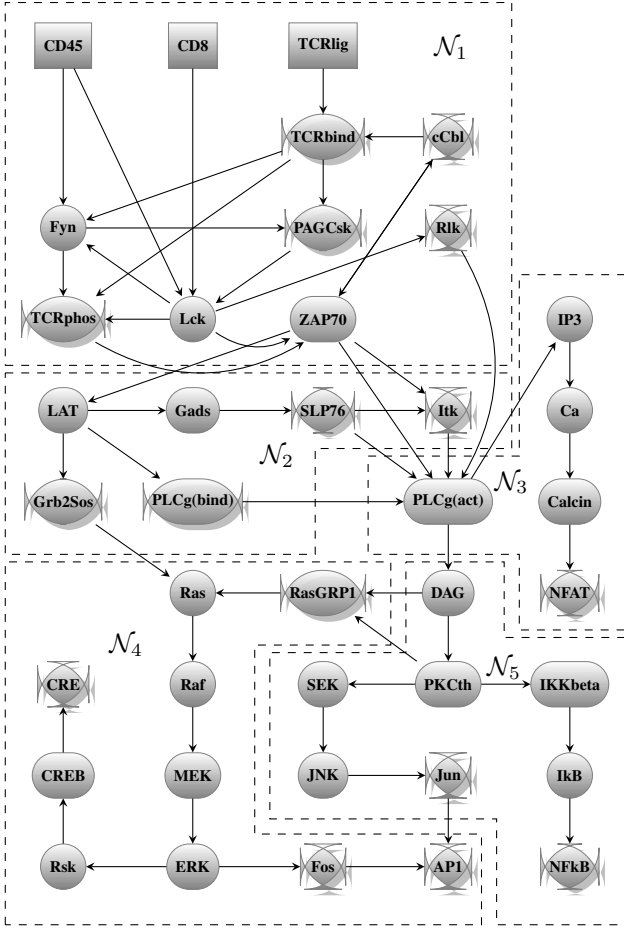 CD45 CD8 TCRlig N1
TCRbind cCbl
Fyn PAGCsk Rlk
TCRphos Lck ZAP70 IP3
LAT Gads SLP76 Itk Ca
N2
Grb2Sos PLCg(bind) PLCg(act) N3 Calcin
Ras RasGRP1 DAG NFAT
N4
CRE Raf SEK PKCth N5 IKKbeta
CREB MEK JNK Jun IkB
Rsk ERK Fos AP1 NFkB